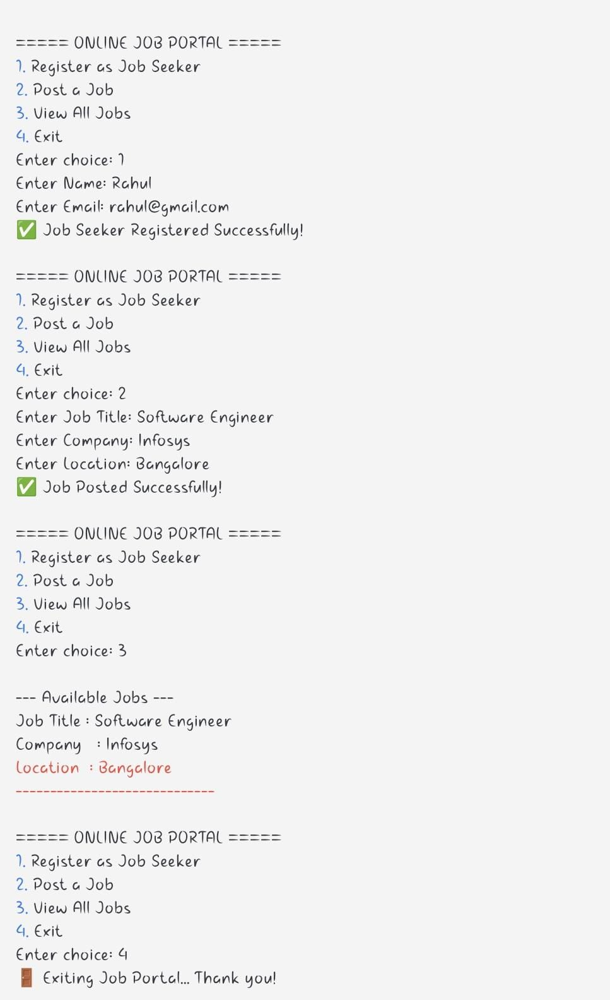 ===== ONLINE JOB PORTAL =====
1. Register as Job Seeker
2. Post a Job
3. View All Jobs
4. Exit
Enter choice: 1
Enter Name: Rahul
Enter Email: rahul@gmail.com
✅ Job Seeker Registered Successfully!

===== ONLINE JOB PORTAL =====
1. Register as Job Seeker
2. Post a Job
3. View All Jobs
4. Exit
Enter choice: 2
Enter Job Title: Software Engineer
Enter Company: Infosys
Enter Location: Bangalore
✅ Job Posted Successfully!

===== ONLINE JOB PORTAL =====
1. Register as Job Seeker
2. Post a Job
3. View All Jobs
4. Exit
Enter choice: 3

--- Available Jobs ---
Job Title : Software Engineer
Company   : Infosys
Location  : Bangalore
-----------------------------

===== ONLINE JOB PORTAL =====
1. Register as Job Seeker
2. Post a Job
3. View All Jobs
4. Exit
Enter choice: 4
🚪 Exiting Job Portal... Thank you!